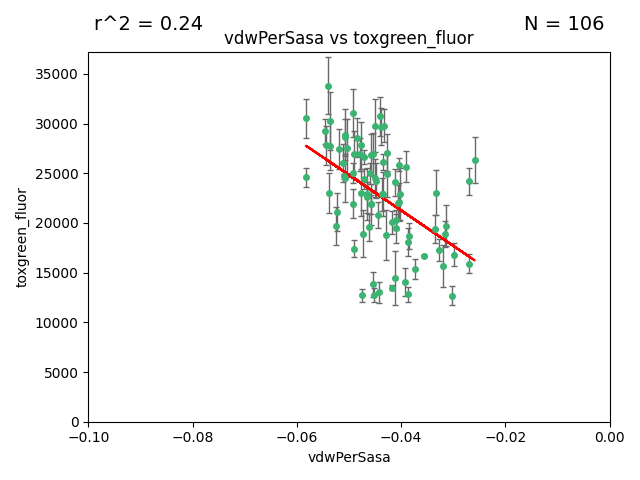 r^2 = 0.24
N = 106
vdwPerSasa vs toxgreen_fluor
toxgreen_fluor
35000
30000
25000
20000
15000
10000
5000
0
−0.10
−0.08
−0.06
−0.04
−0.02
0.00
vdwPerSasa